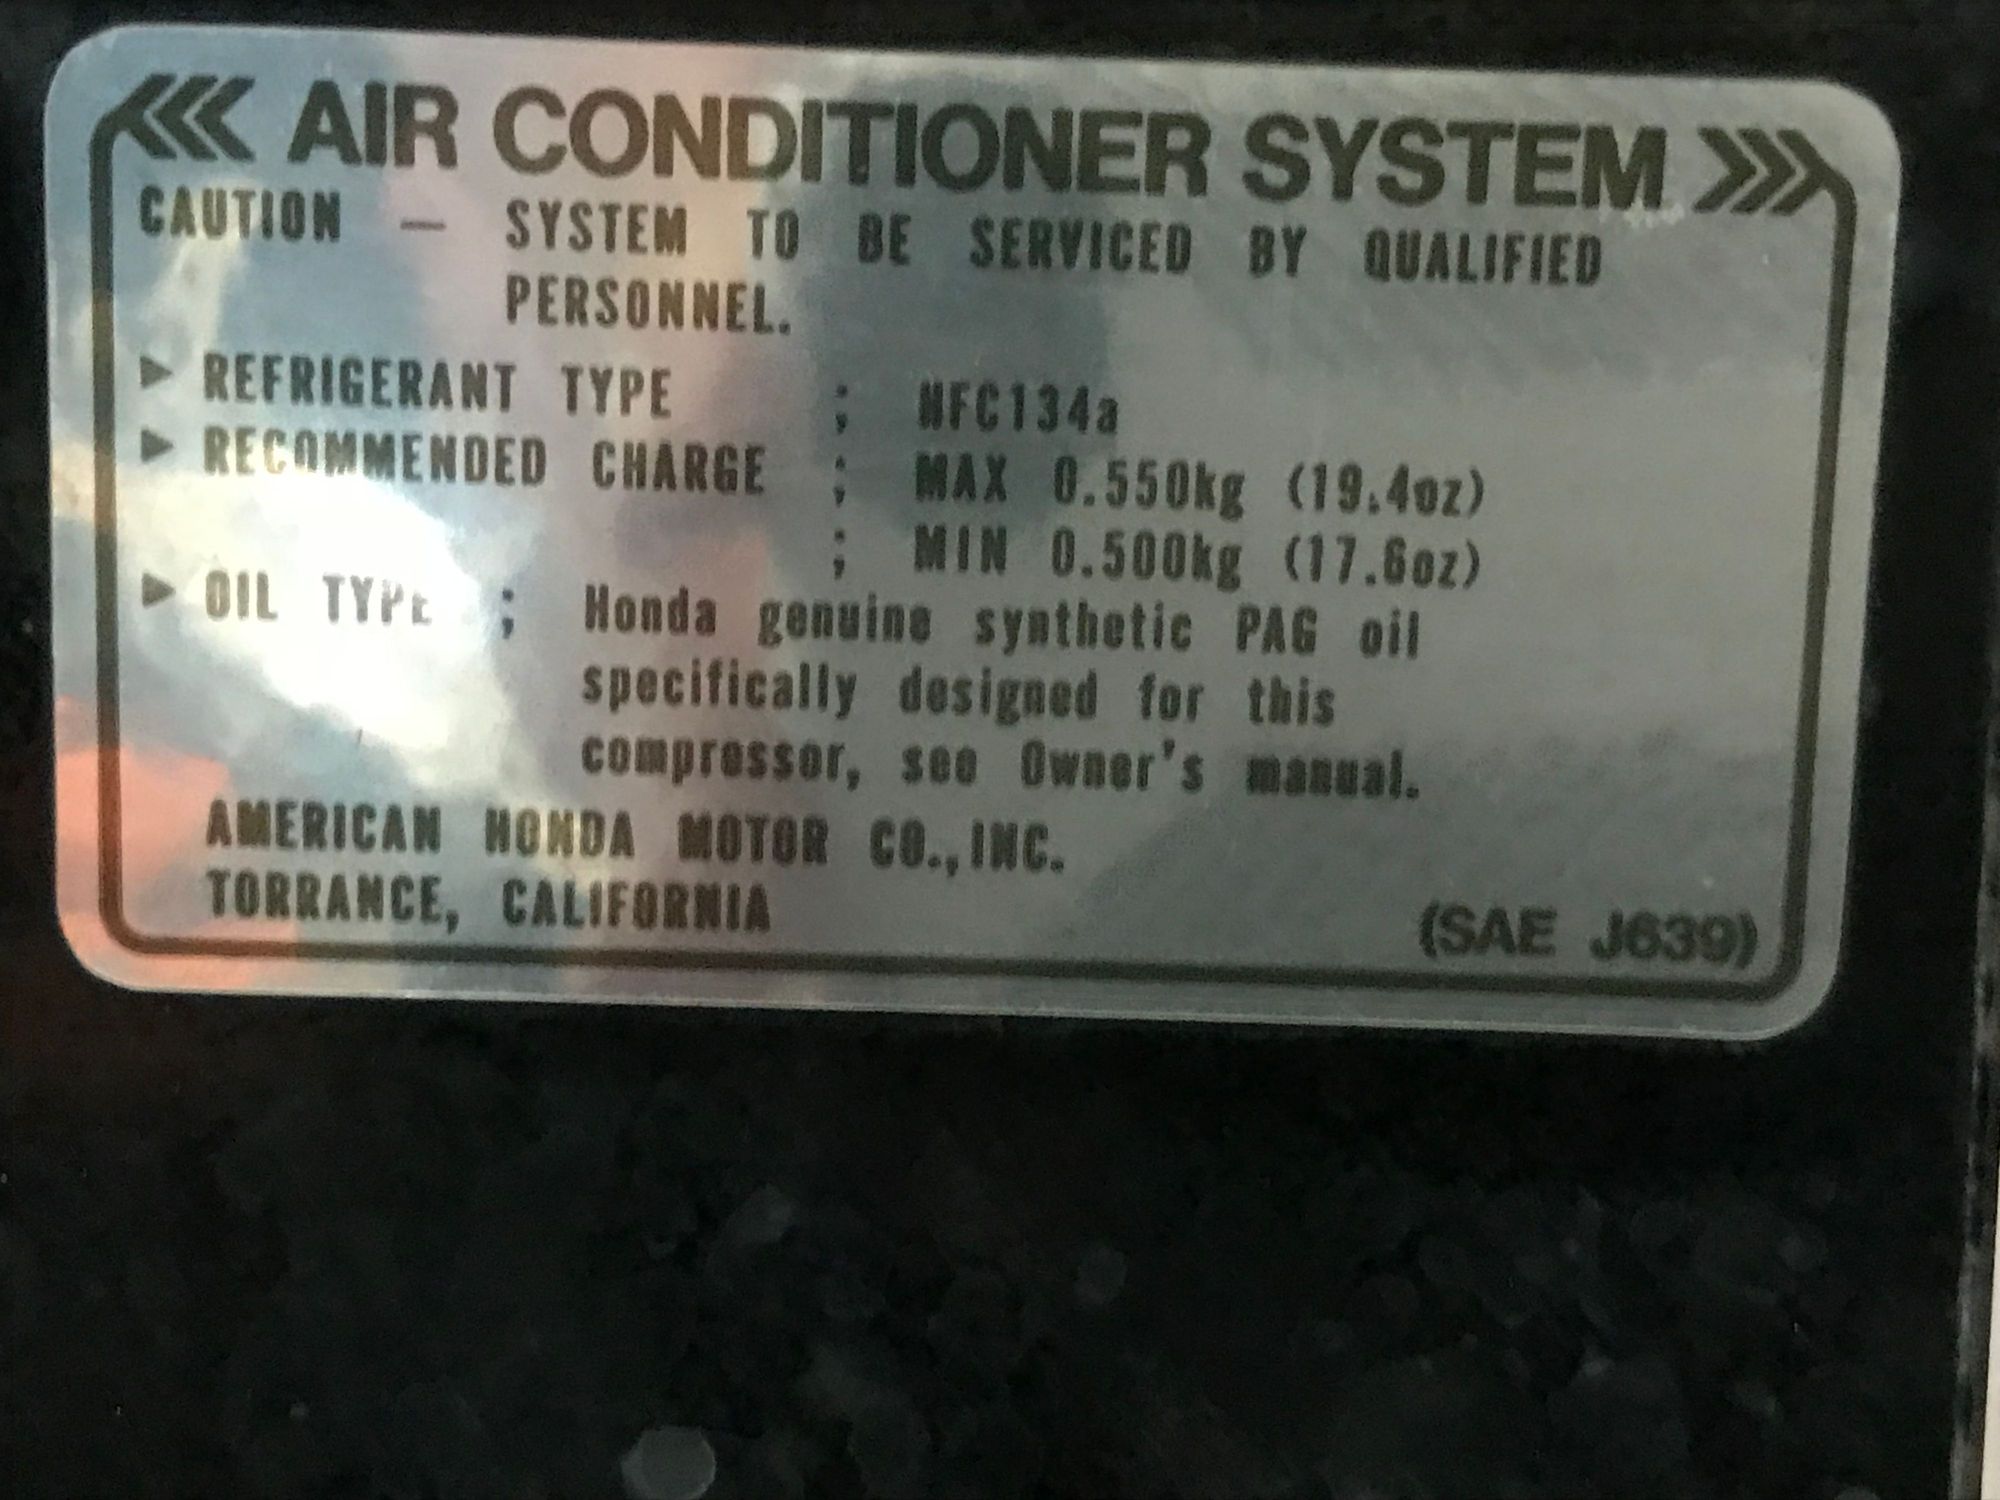 AIR CONDITIONER SYSTEM
CAUTION – SYSTEM TO BE SERVICED BY QUALIFIED
PERSONNEL.
▶ REFRIGERANT TYPE ; HFC134a
▶ RECOMMENDED CHARGE ; MAX 0.550kg (19.4oz)
; MIN 0.500kg (17.6oz)
▶ OIL TYPE ; Honda genuine synthetic PAG oil
specifically designed for this
compressor, see Owner's manual.
AMERICAN HONDA MOTOR CO., INC.
TORRANCE, CALIFORNIA
(SAE J639)